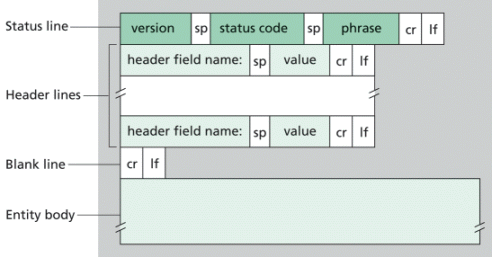 Status line version sp status code sp phrase cr lf
header field name: sp value cr lf
Header lines
header field name: sp value cr lf
Blank line cr lf
Entity body